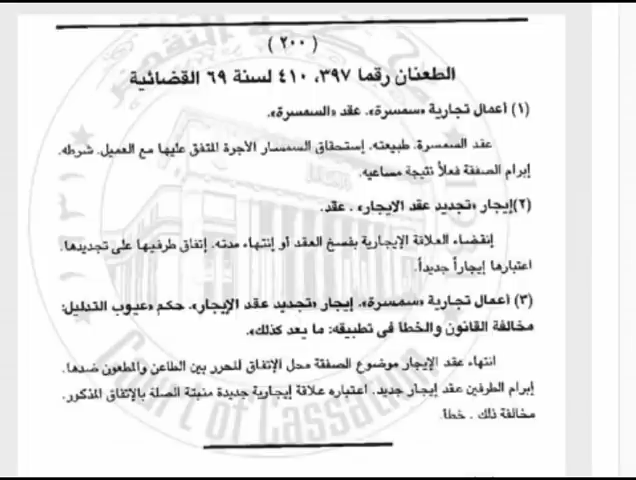 (٢٠٠)
الطعنان رقما ٣٩٧، ٤١٠ لسنة ٦٩ القضائية
(١) أعمال تجارية «سمسرة». عقد «السمسرة».
عقد السمسرة. طبيعته. إستحقاق السمسار الأجرة المتفق عليها مع العميل. شرطه.
إبرام الصفقة فعلاً نتيجة مساعيه.
(٢) إيجار «تجديد عقد الإيجار» . عقد.
إنقضاء العلاقة الإيجارية بفسخ العقد أو إنتهاء مدته. إتفاق طرفيها على تجديدها.
اعتبارها إيجاراً جديداً.
(٣) أعمال تجارية «سمسرة». إيجار «تجديد عقد الإيجار». حكم «عيوب التدليل:
مخالفة القانون والخطأ فى تطبيقه: ما يعد كذلك».
انتهاء عقد الإيجار موضوع الصفقة محل الإتفاق المحرر بين الطاعن والمطعون ضدها.
إبرام الطرفين عقد إيجار جديد. اعتباره علاقة إيجارية جديدة منبتة الصلة بالإتفاق المذكور.
مخالفة ذلك . خطأ.
محكمة النقض
١٩٣١
1931
Court of Cassation